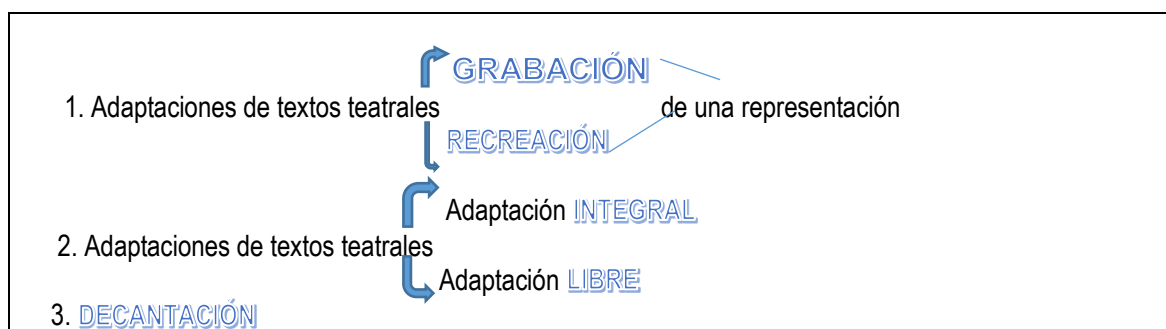 GRABACIÓN
1. Adaptaciones de textos teatrales
de una representación
RECREACIÓN
Adaptación INTEGRAL
2. Adaptaciones de textos teatrales
Adaptación LIBRE
3. DECANTACIÓN